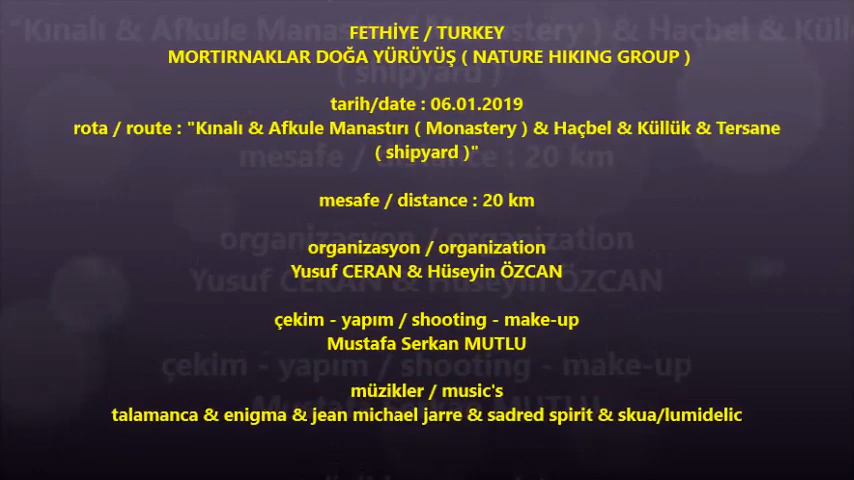 FETHİYE / TURKEY
MORTIRNAKLAR DOĞA YÜRÜYÜŞ ( NATURE HIKING GROUP )
tarih/date : 06.01.2019
rota / route : "Kınalı & Afkule Manastırı ( Monastery ) & Haçbel & Küllük & Tersane
( shipyard )"
mesafe / distance : 20 km
organizasyon / organization
Yusuf CERAN & Hüseyin ÖZCAN
çekim - yapım / shooting - make-up
Mustafa Serkan MUTLU
müzikler / music's
talamanca & enigma & jean michael jarre & sadred spirit & skua/lumidelic